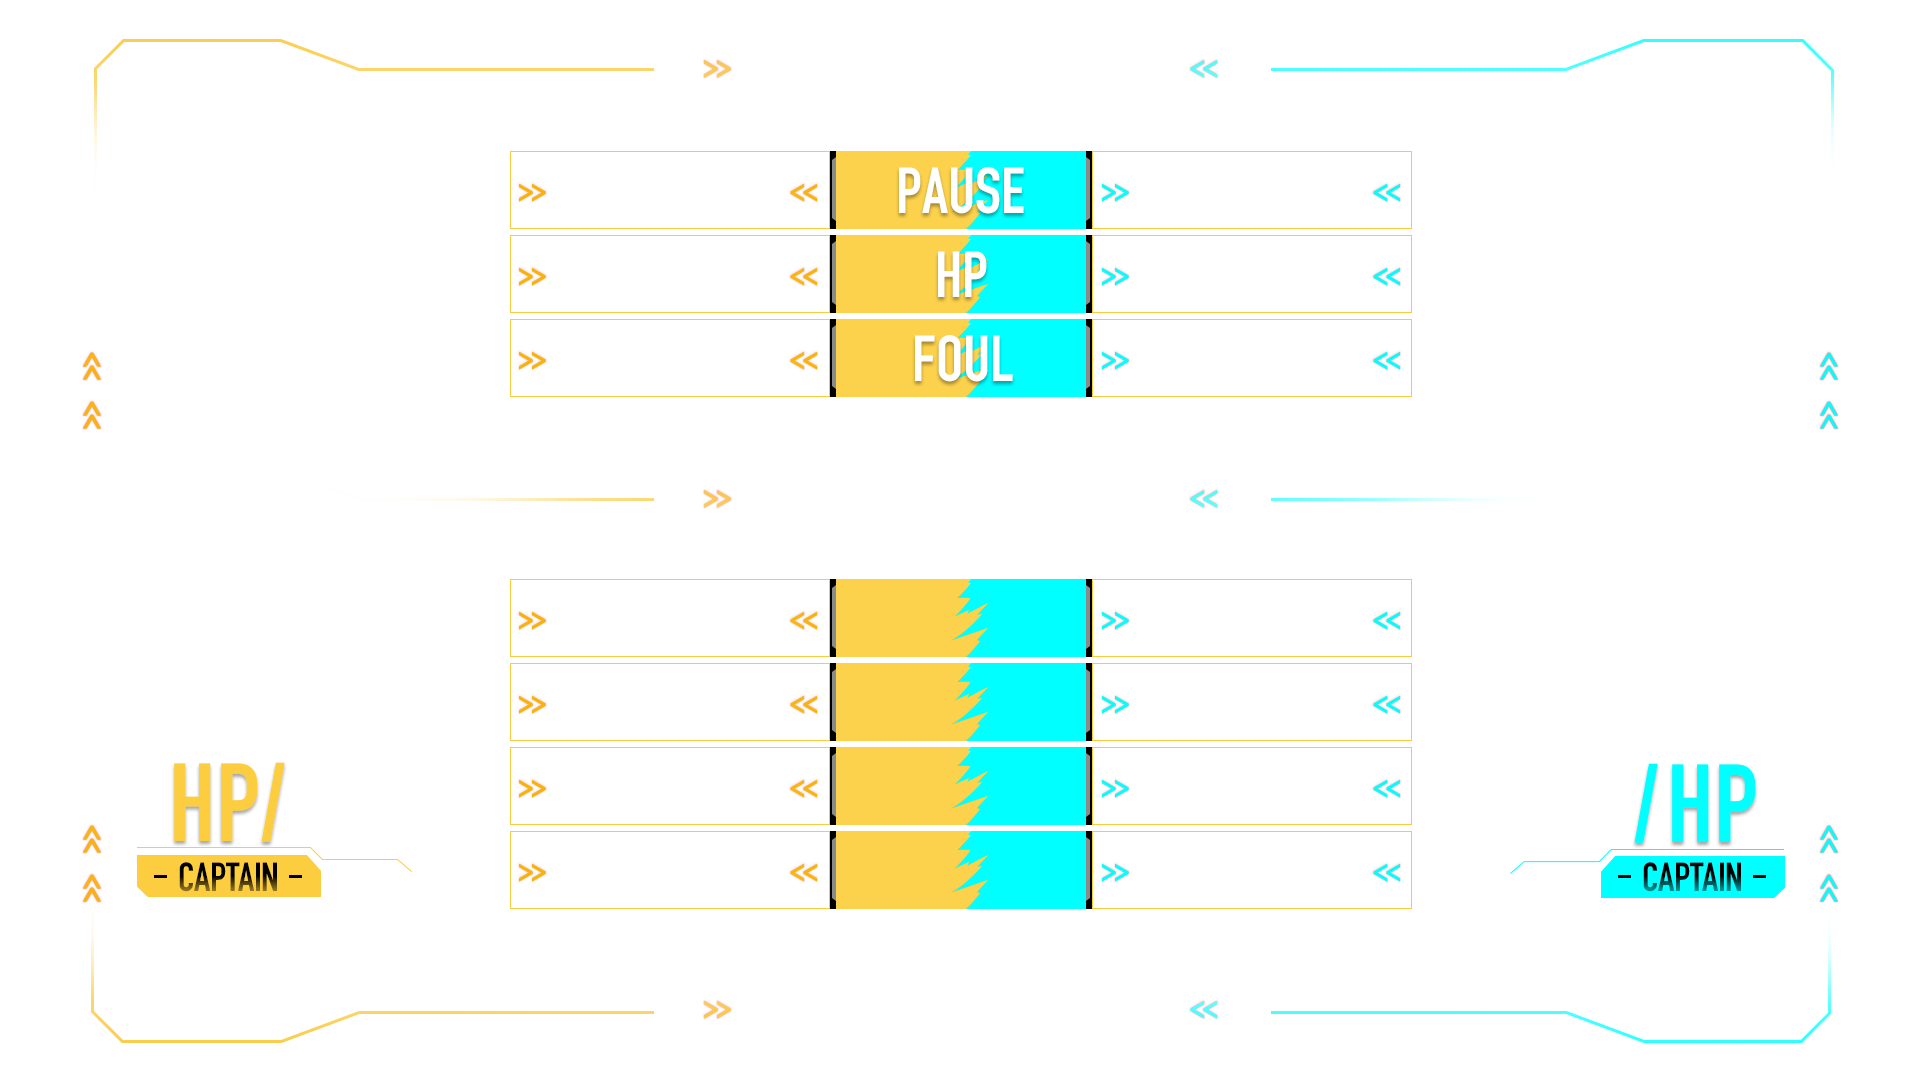 PAUSE
HP
FOUL
HP/
- CAPTAIN -
/HP
- CAPTAIN -